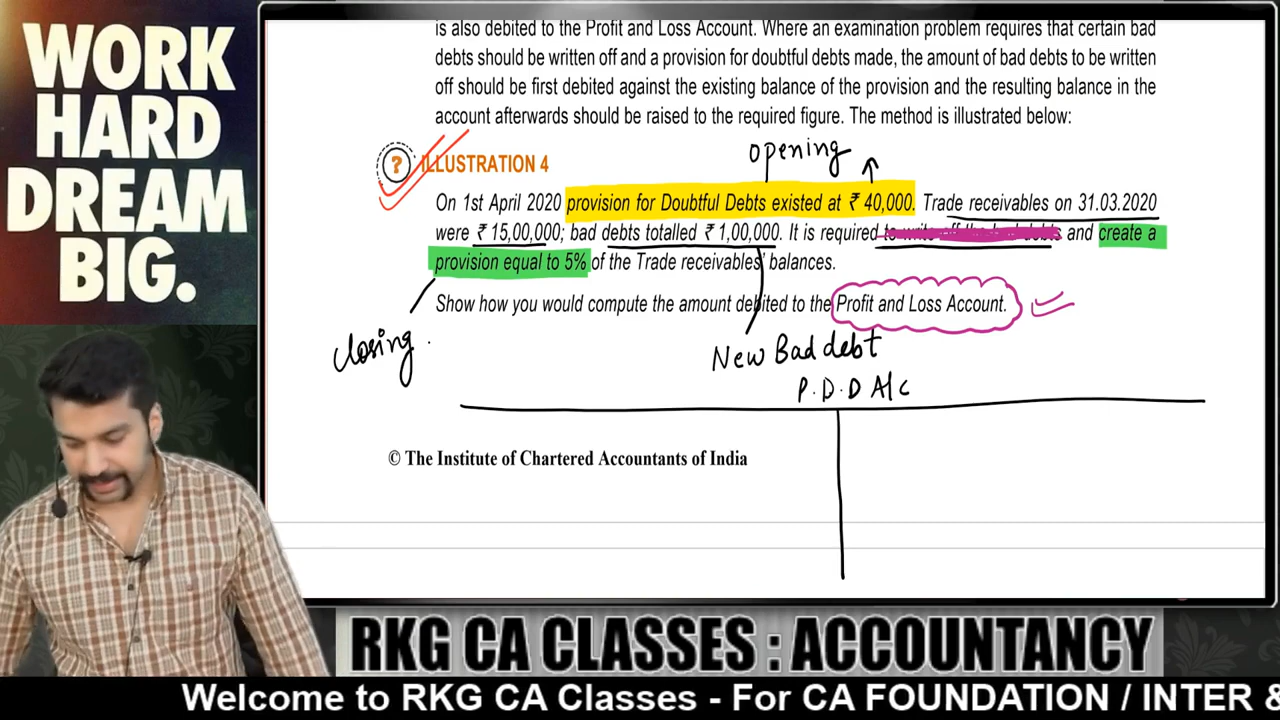 WORK
HARD
DREAM
BIG.
is also debited to the Profit and Loss Account. Where an examination problem requires that certain bad
debts should be written off and a provision for doubtful debts made, the amount of bad debts to be written
off should be first debited against the existing balance of the provision and the resulting balance in the
account afterwards should be raised to the required figure. The method is illustrated below:
opening
? ILLUSTRATION 4
On 1st April 2020 provision for Doubtful Debts existed at ₹ 40,000. Trade receivables on 31.03.2020
were ₹ 15,00,000; bad debts totalled ₹ 1,00,000. It is required to write off the bad debts and create a
provision equal to 5% of the Trade receivables' balances.
Show how you would compute the amount debited to the Profit and Loss Account.
closing
New Bad debt
P.D.D A/c
© The Institute of Chartered Accountants of India
RKG CA CLASSES : ACCOUNTANCY
Welcome to RKG CA Classes - For CA FOUNDATION / INTER &